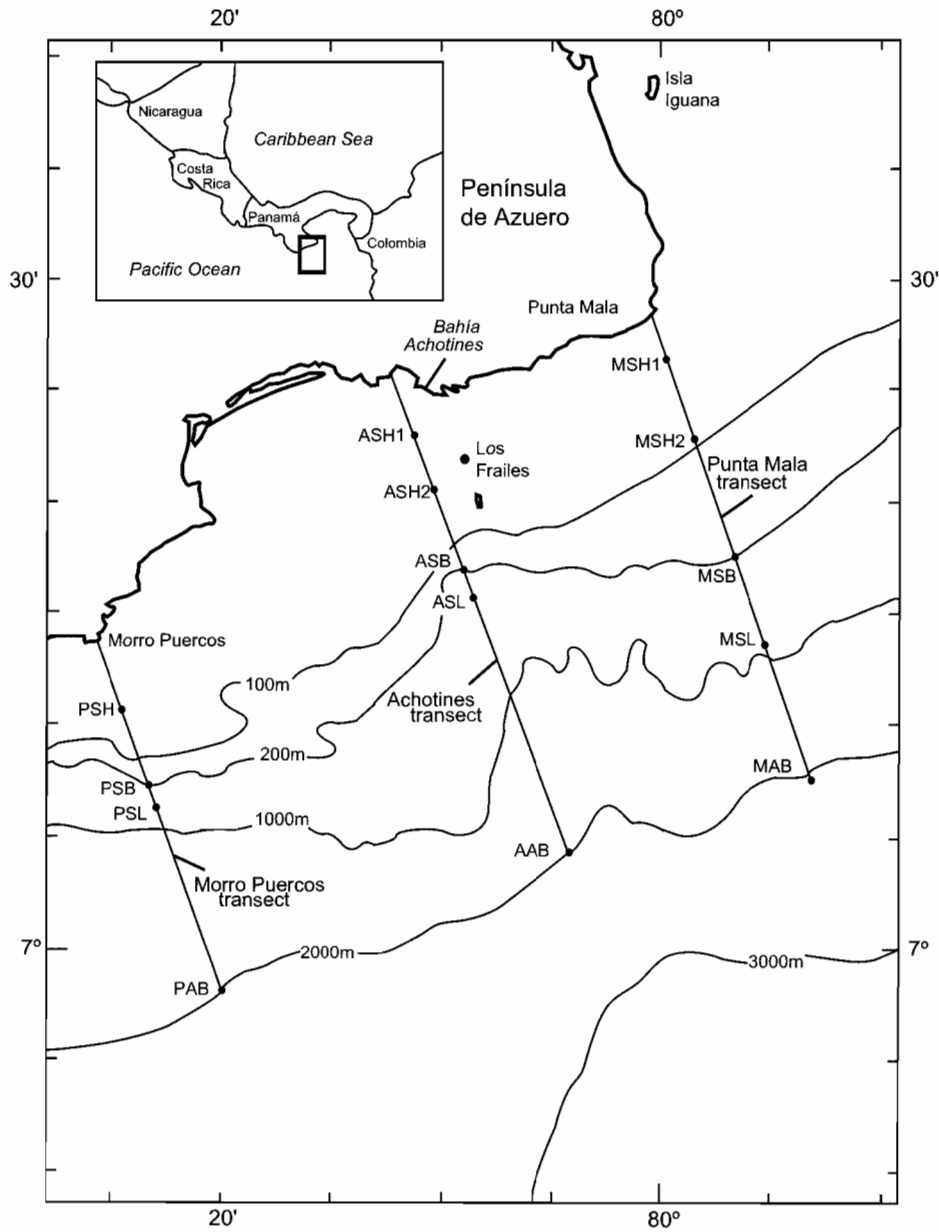 20'
80º
Isla
Iguana
Nicaragua
Caribbean Sea
Costa
Rica
Panamá
Colombia
Pacific Ocean
Península
de Azuero
30'
30'
Punta Mala
Bahía
Achotines
MSH1
ASH1
MSH2
Los
Frailes
Punta Mala
transect
ASH2
ASB
MSB
ASL
Morro Puercos
MSL
100m
Achotines
transect
PSH
200m
MAB
PSB
PSL
1000m
AAB
Morro Puercos
transect
7º
7º
2000m
3000m
PAB
20'
80º